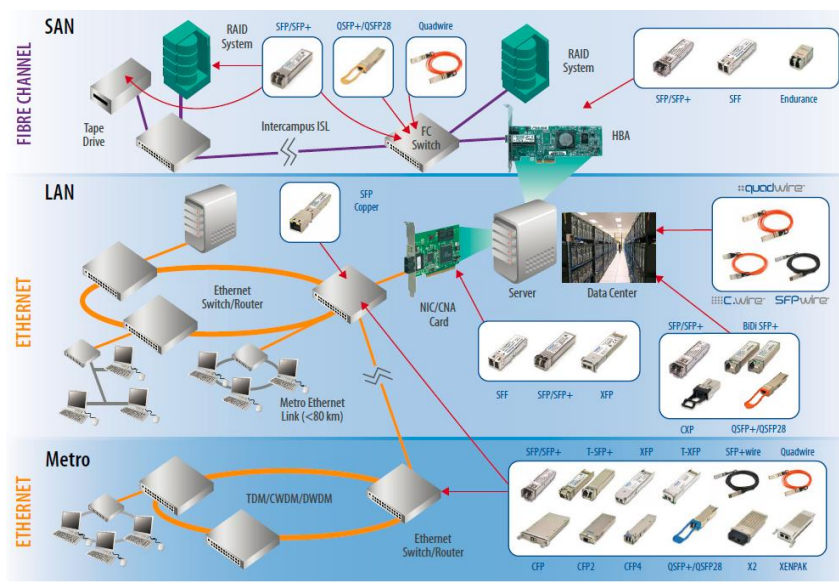 SAN
FIBRE CHANNEL
RAID
System
SFP/SFP+
QSFP+/QSFP28
Quadwire
RAID
System
SFP/SFP+
SFF
Endurance
Tape
Drive
Intercampus ISL
FC
Switch
HBA
LAN
ETHERNET
SFP
Copper
Ethernet
Switch/Router
NIC/CNA
Card
Server
Data Center
quadwire
C.wire
SFPwire
SFF
SFP/SFP+
XFP
SFP/SFP+
BiDi SFP+
CXP
QSFP+/QSFP28
Metro Ethernet
Link (<80 km)
Metro
ETHERNET
TDM/CWDM/DWDM
Ethernet
Switch/Router
SFP/SFP+
T-SFP+
XFP
T-XFP
SFP+wire
Quadwire
CFP
CFP2
CFP4
QSFP+/QSFP28
X2
XENPAK